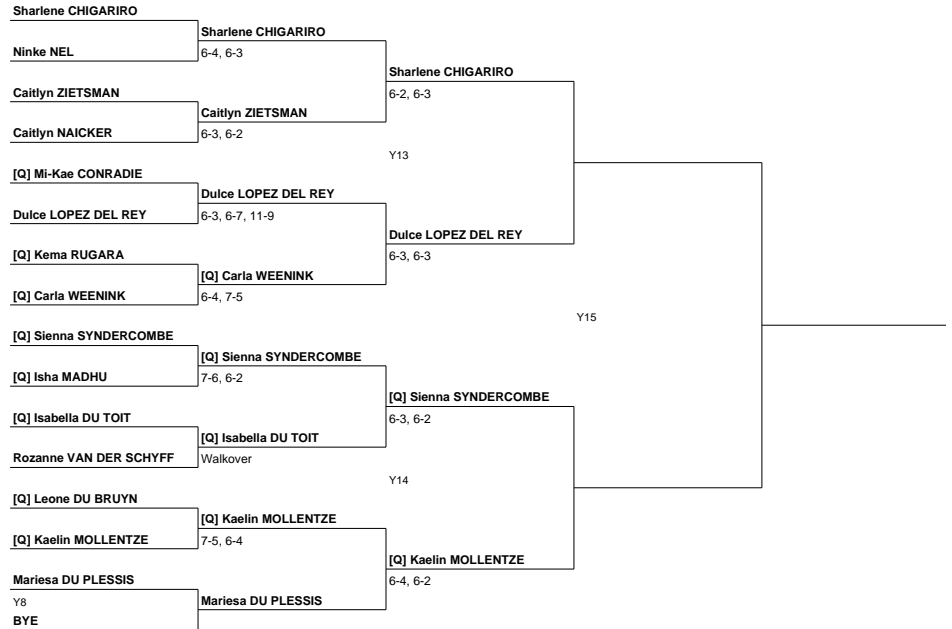 Sharlene CHIGARIRO
Sharlene CHIGARIRO
Ninke NEL
6-4, 6-3
Sharlene CHIGARIRO
Caitlyn ZIETSMAN
6-2, 6-3
Caitlyn ZIETSMAN
Caitlyn NAICKER
6-3, 6-2
Y13
[Q] Mi-Kae CONRADIE
Dulce LOPEZ DEL REY
Dulce LOPEZ DEL REY
6-3, 6-7, 11-9
Dulce LOPEZ DEL REY
[Q] Kema RUGARA
6-3, 6-3
[Q] Carla WEENINK
[Q] Carla WEENINK
6-4, 7-5
Y15
[Q] Sienna SYNDERCOMBE
[Q] Sienna SYNDERCOMBE
[Q] Isha MADHU
7-6, 6-2
[Q] Sienna SYNDERCOMBE
[Q] Isabella DU TOIT
6-3, 6-2
[Q] Isabella DU TOIT
Rozanne VAN DER SCHYFF
Walkover
Y14
[Q] Leone DU BRUYN
[Q] Kaelin MOLLENTZE
[Q] Kaelin MOLLENTZE
7-5, 6-4
[Q] Kaelin MOLLENTZE
Mariesa DU PLESSIS
6-4, 6-2
Y8
Mariesa DU PLESSIS
BYE